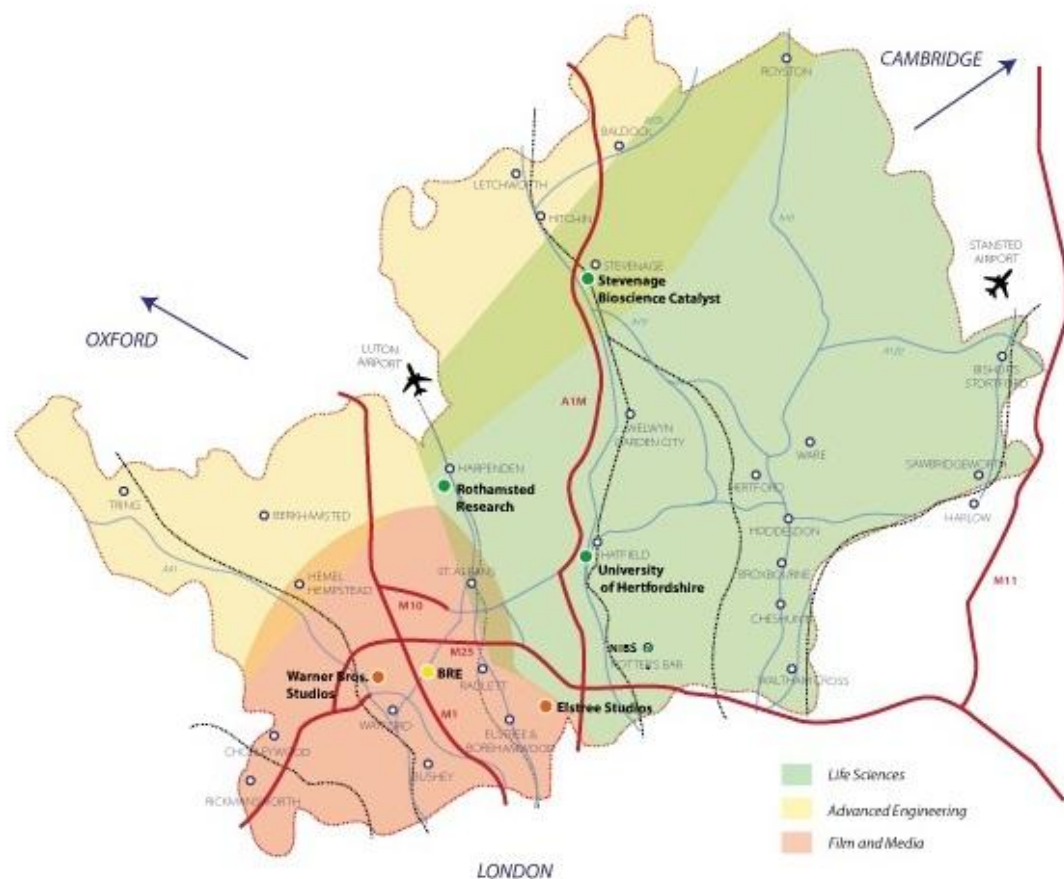 CAMBRIDGE
ROYSTON
BALDOCK
LETCHWORTH
HITCHIN
STANSTED
AIRPORT
STEVENAGE
Stevenage
Bioscience Catalyst
OXFORD
LUTON
AIRPORT
BISHOP'S
STORTFORD
A1M
WELWYN
GARDEN CITY
WARE
HARPENDEN
SAWBRIDGEWORTH
HERTFORD
Rothamsted
Research
TRING
BERKHAMSTED
HARLOW
HODDESDON
HATFIELD
University
of Hertfordshire
BROXBOURNE
ST. ALBANS
HEMEL
HEMPSTEAD
M11
M10
CHESHUNT
M25
NIBSC
POTTERS BAR
Warner Bros.
Studios
BRE
RADLETT
WALTHAM CROSS
Elstree Studios
M1
WATFORD
ELSTREE &
BOREHAMWOOD
CHORLEYWOOD
BUSHEY
RICKMANSWORTH
Life Sciences
Advanced Engineering
Film and Media
LONDON